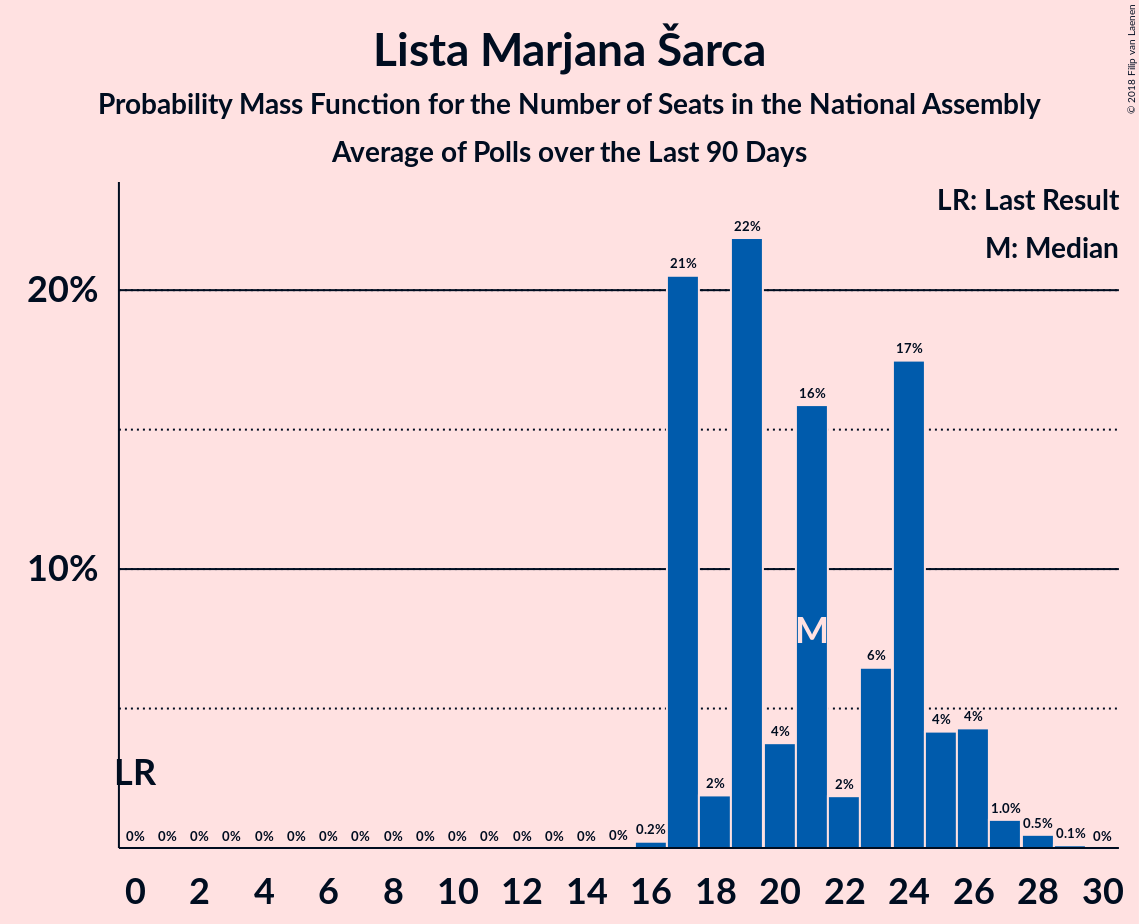 Lista Marjana Šarca
Probability Mass Function for the Number of Seats in the National Assembly
Average of Polls over the Last 90 Days
© 2018 Filip van Laenen
LR: Last Result
M: Median
20%
10%
LR
M
0% 0% 0% 0% 0% 0% 0% 0% 0% 0% 0% 0% 0% 0% 0% 0% 0.2% 21% 2% 22% 4% 16% 2% 6% 17% 4% 4% 1.0% 0.5% 0.1% 0%
0 2 4 6 8 10 12 14 16 18 20 22 24 26 28 30